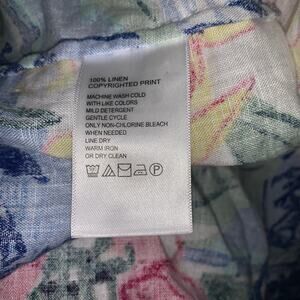 100% LINEN
COPYRIGHTED PRINT
MACHINE WASH COLD
WITH LIKE COLORS
MILD DETERGENT
GENTLE CYCLE
ONLY NON-CHLORINE BLEACH
WHEN NEEDED
LINE DRY
WARM IRON
OR DRY CLEAN